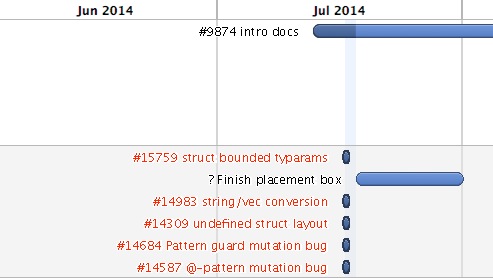 Jun 2014
Jul 2014
#9874 intro docs
#15759 struct bounded typarams
? Finish placement box
#14983 string/vec conversion
#14309 undefined struct layout
#14684 Pattern guard mutation bug
#14587 @-pattern mutation bug